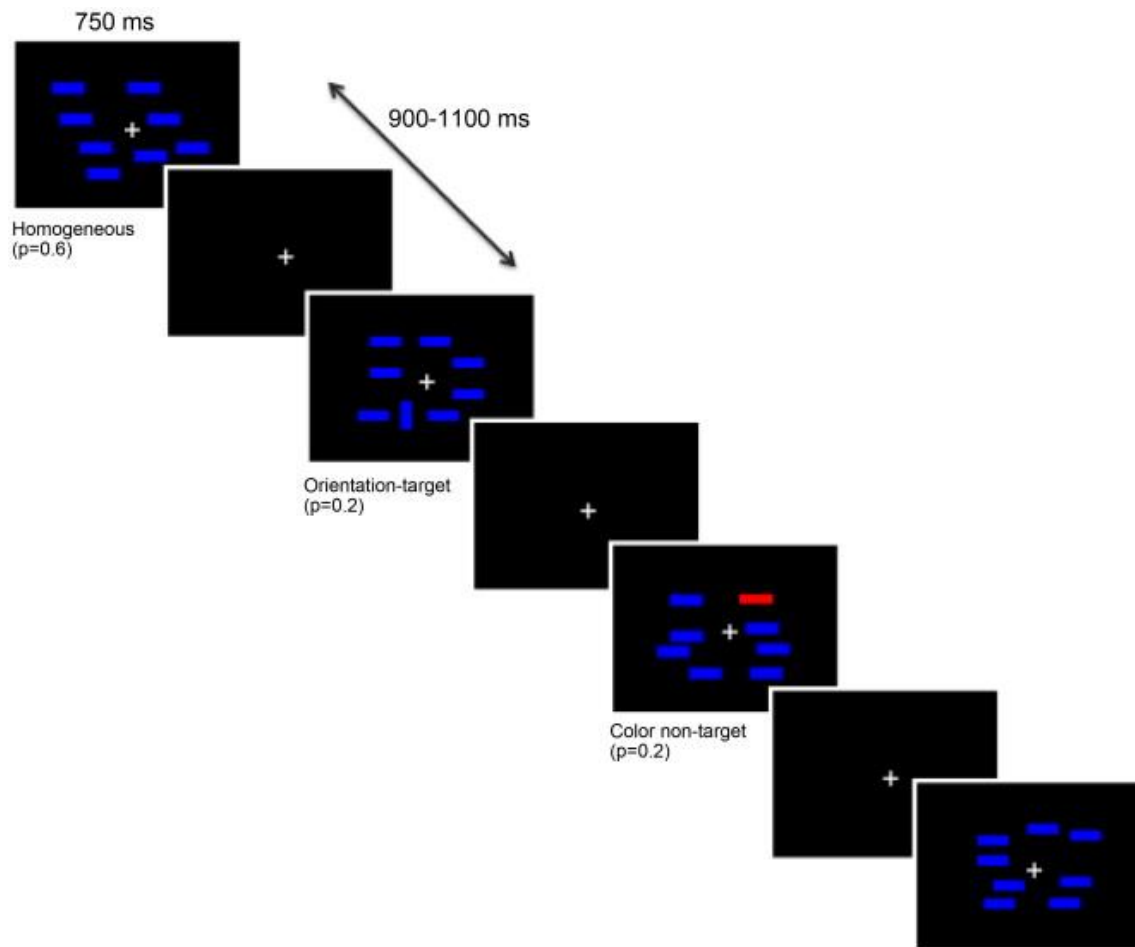 750 ms
900-1100 ms
Homogeneous
(p=0.6)
Orientation-target
(p=0.2)
Color non-target
(p=0.2)